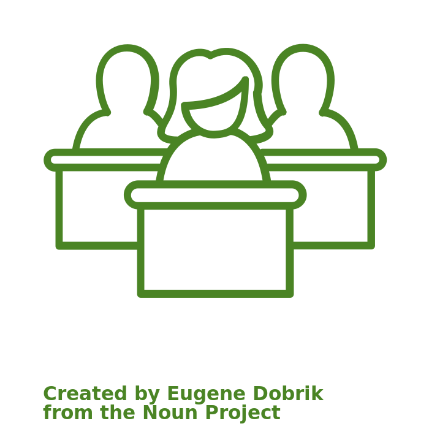 Created by Eugene Dobrik
from the Noun Project